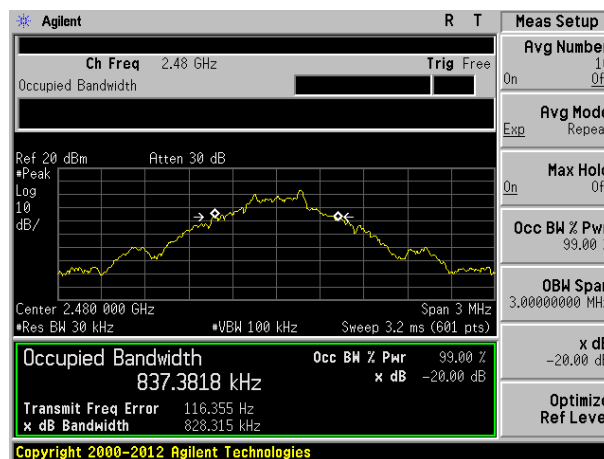 Agilent R T
Ch Freq 2.48 GHz Trig Free
Occupied Bandwidth
Ref 20 dBm Atten 30 dB
#Peak
Log
10
dB/
Center 2.480 000 GHz Span 3 MHz
#Res BW 30 kHz #VBW 100 kHz Sweep 3.2 ms (601 pts)
Occupied Bandwidth Occ BW % Pwr 99.00 %
837.3818 kHz x dB -20.00 dB
Transmit Freq Error 116.355 Hz
x dB Bandwidth 828.315 kHz
Copyright 2000-2012 Agilent Technologies
Meas Setup
Avg Number
On
Avg Mode
Exp Repea
Max Hold
On Of
Occ BW % Pwr
99.00
OBW Span
3.00000000 MH
x dB
-20.00 dB
Optimize
Ref Leve